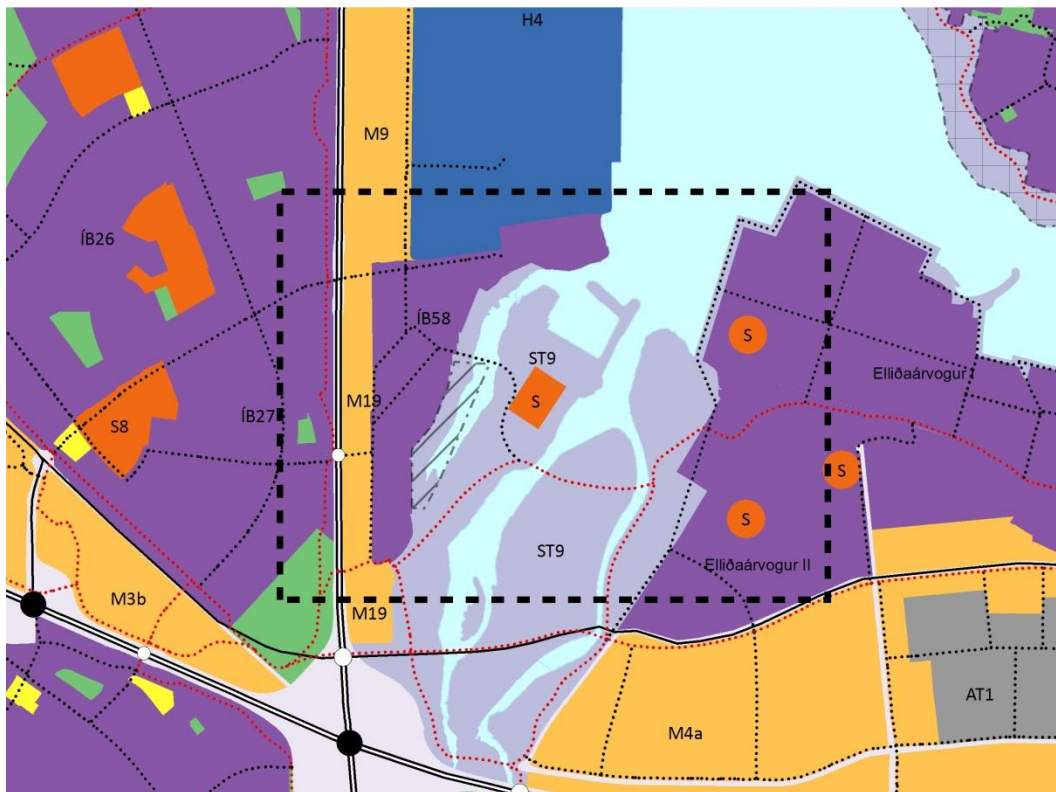 H4
M9
ÍB26
ÍB58
ST9
S
Elliðaárvogur I
M19
ÍB27
S
S8
S
S
ST9
Elliðaárvogur II
M3b
M19
AT1
M4a